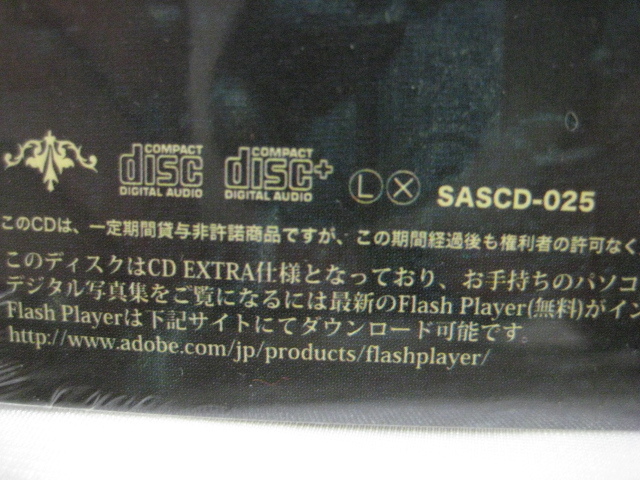 COMPACT disc DIGITAL AUDIO COMPACT disc+ DIGITAL AUDIO Ⓛ Ⓧ SASCD-025
このCDは、一定期間貸与非許諾商品ですが、この期間経過後も権利者の許可なく
このディスクはCD EXTRA仕様となっており、お手持ちのパソコ
デジタル写真集をご覧になるには最新のFlash Player(無料)がイン
Flash Playerは下記サイトにてダウンロード可能です。
http://www.adobe.com/jp/products/flashplayer/